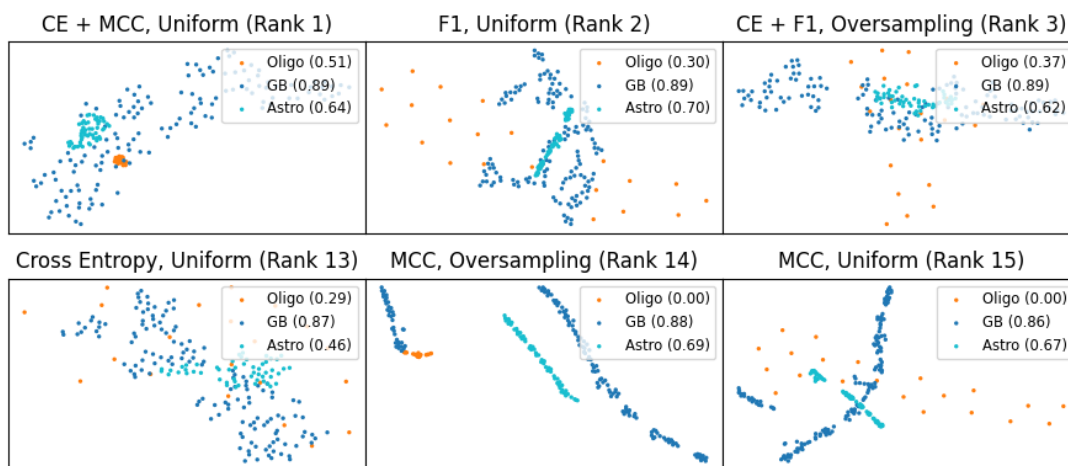 CE + MCC, Uniform (Rank 1)
Oligo (0.51)
GB (0.89)
Astro (0.64)
F1, Uniform (Rank 2)
Oligo (0.30)
GB (0.89)
Astro (0.70)
CE + F1, Oversampling (Rank 3)
Oligo (0.37)
GB (0.89)
Astro (0.62)
Cross Entropy, Uniform (Rank 13)
Oligo (0.29)
GB (0.87)
Astro (0.46)
MCC, Oversampling (Rank 14)
Oligo (0.00)
GB (0.88)
Astro (0.69)
MCC, Uniform (Rank 15)
Oligo (0.00)
GB (0.86)
Astro (0.67)